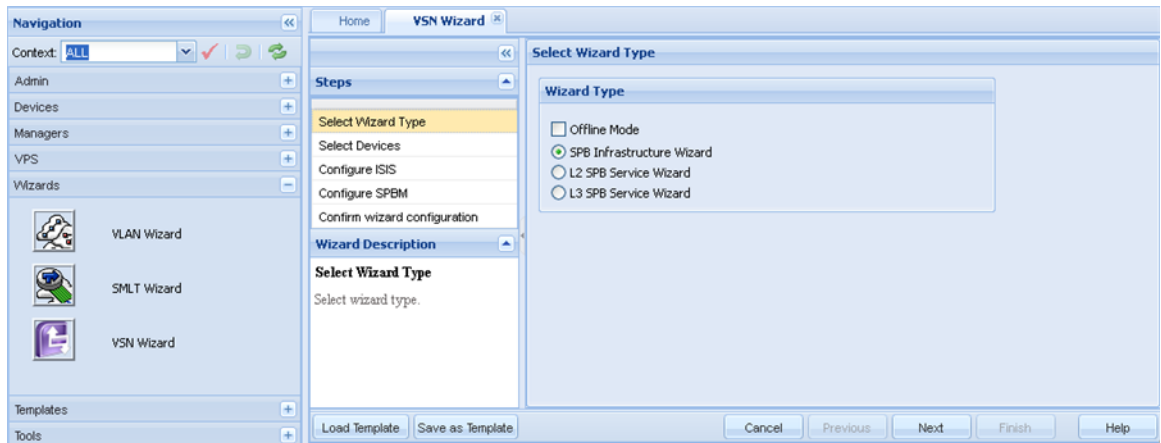 Navigation
Context: ALL
Admin
Devices
Managers
VPS
Wizards
VLAN Wizard
SMLT Wizard
VSN Wizard
Templates
Tools
Home
VSN Wizard
Steps
Select Wizard Type
Select Devices
Configure ISIS
Configure SPBM
Confirm wizard configuration
Wizard Description
Select Wizard Type
Select wizard type.
Select Wizard Type
Wizard Type
Offline Mode
SPB Infrastructure Wizard
L2 SPB Service Wizard
L3 SPB Service Wizard
Load Template
Save as Template
Cancel
Previous
Next
Finish
Help